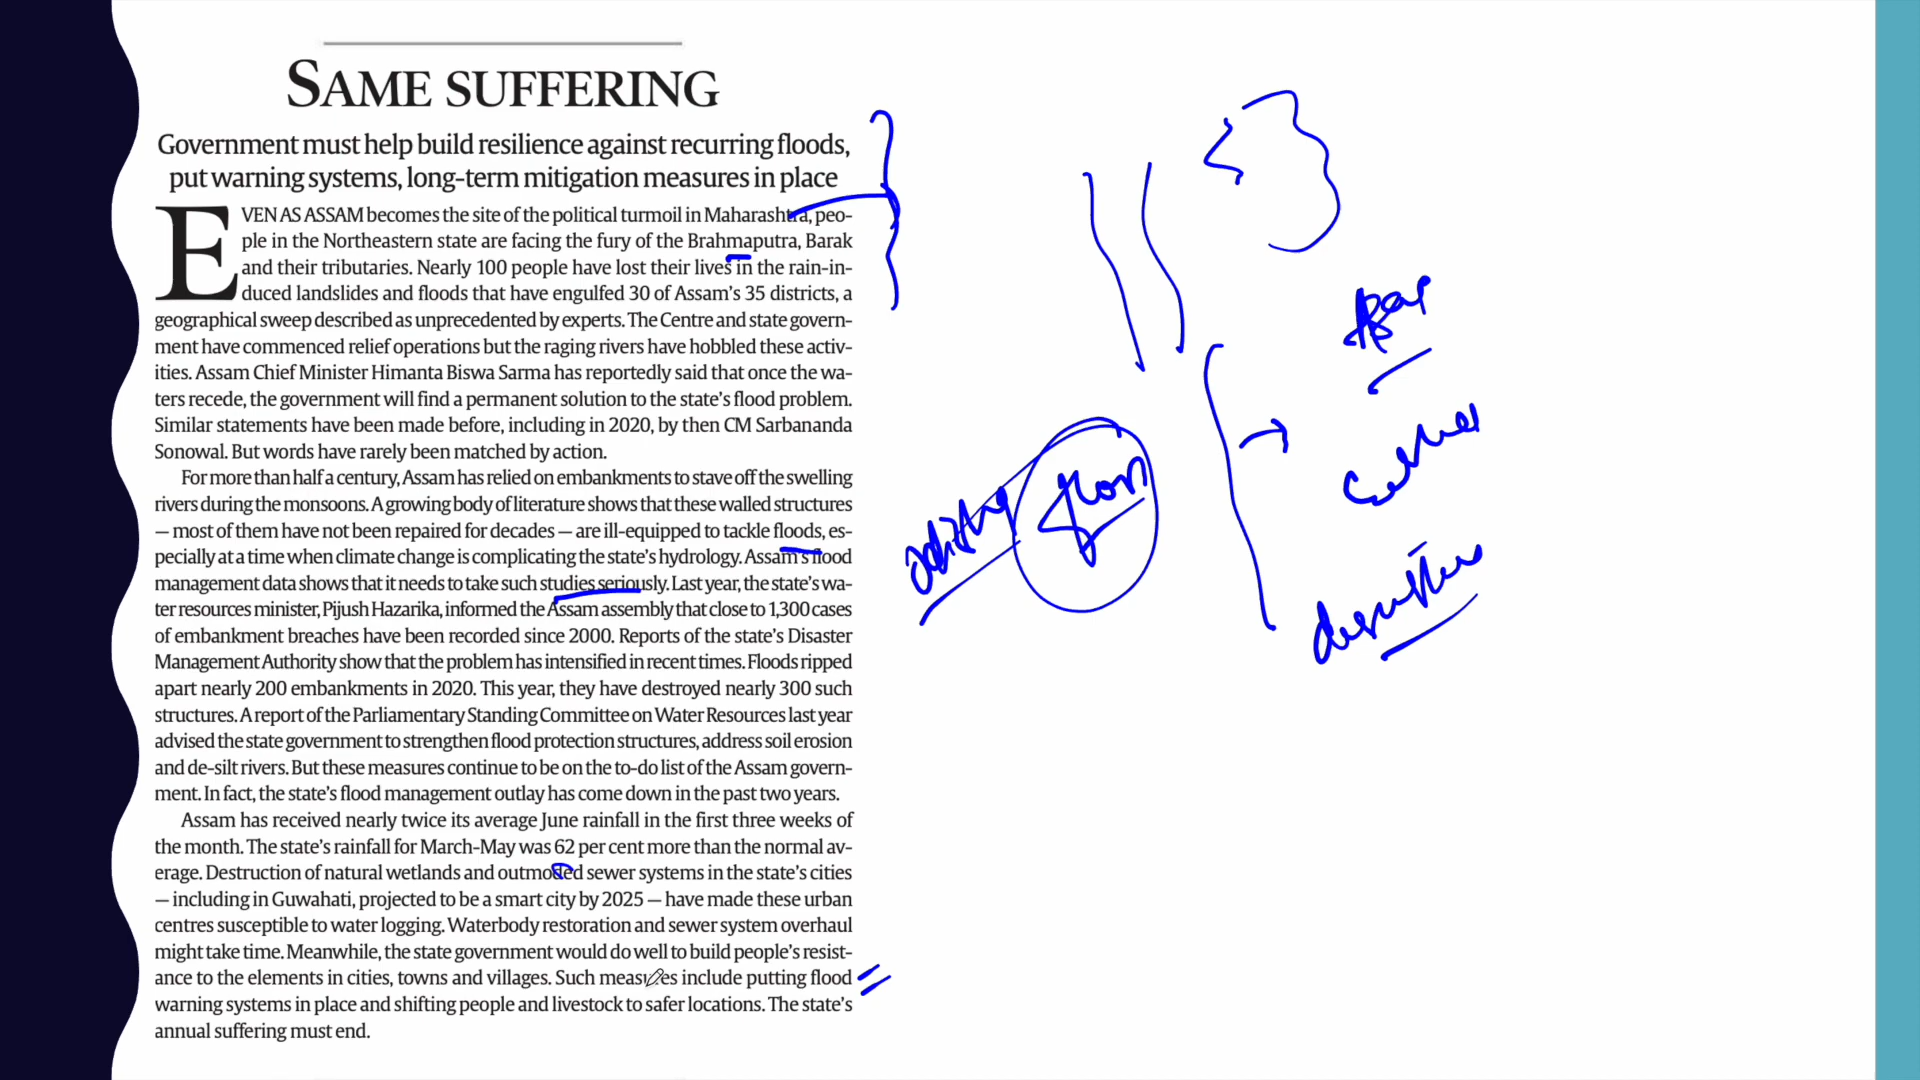 SAME SUFFERING
Government must help build resilience against recurring floods,
put warning systems, long-term mitigation measures in place
EVEN AS ASSAM becomes the site of the political turmoil in Maharashtra, peo-
ple in the Northeastern state are facing the fury of the Brahmaputra, Barak
and their tributaries. Nearly 100 people have lost their lives in the rain-in-
duced landslides and floods that have engulfed 30 of Assam's 35 districts, a
geographical sweep described as unprecedented by experts. The Centre and state govern-
ment have commenced relief operations but the raging rivers have hobbled these activ-
ities. Assam Chief Minister Himanta Biswa Sarma has reportedly said that once the wa-
ters recede, the government will find a permanent solution to the state's flood problem.
Similar statements have been made before, including in 2020, by then CM Sarbananda
Sonowal. But words have rarely been matched by action.
For more than half a century, Assam has relied on embankments to stave off the swelling
rivers during the monsoons. A growing body of literature shows that these walled structures
— most of them have not been repaired for decades — are ill-equipped to tackle floods, es-
pecially at a time when climate change is complicating the state's hydrology. Assam's flood
management data shows that it needs to take such studies seriously. Last year, the state's wa-
ter resources minister, Pijush Hazarika, informed the Assam assembly that close to 1,300 cases
of embankment breaches have been recorded since 2000. Reports of the state's Disaster
Management Authority show that the problem has intensified in recent times. Floods ripped
apart nearly 200 embankments in 2020. This year, they have destroyed nearly 300 such
structures. A report of the Parliamentary Standing Committee on Water Resources last year
advised the state government to strengthen flood protection structures, address soil erosion
and de-silt rivers. But these measures continue to be on the to-do list of the Assam govern-
ment. In fact, the state's flood management outlay has come down in the past two years.
Assam has received nearly twice its average June rainfall in the first three weeks of
the month. The state's rainfall for March-May was 62 per cent more than the normal av-
erage. Destruction of natural wetlands and outmoded sewer systems in the state's cities
— including in Guwahati, projected to be a smart city by 2025 — have made these urban
centres susceptible to water logging. Waterbody restoration and sewer system overhaul
might take time. Meanwhile, the state government would do well to build people's resist-
ance to the elements in cities, towns and villages. Such measures include putting flood
warning systems in place and shifting people and livestock to safer locations. The state's
annual suffering must end.